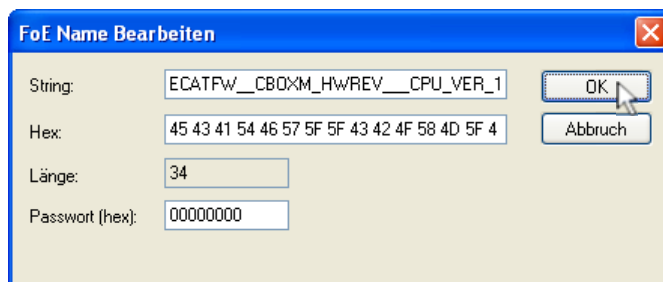 FoE Name Bearbeiten
String: ECATFW__CBOXM_HWREV___CPU_VER_1 OK
Hex: 45 43 41 54 46 57 5F 5F 43 42 4F 58 4D 5F 4 Abbruch
Länge: 34
Passwort (hex): 00000000